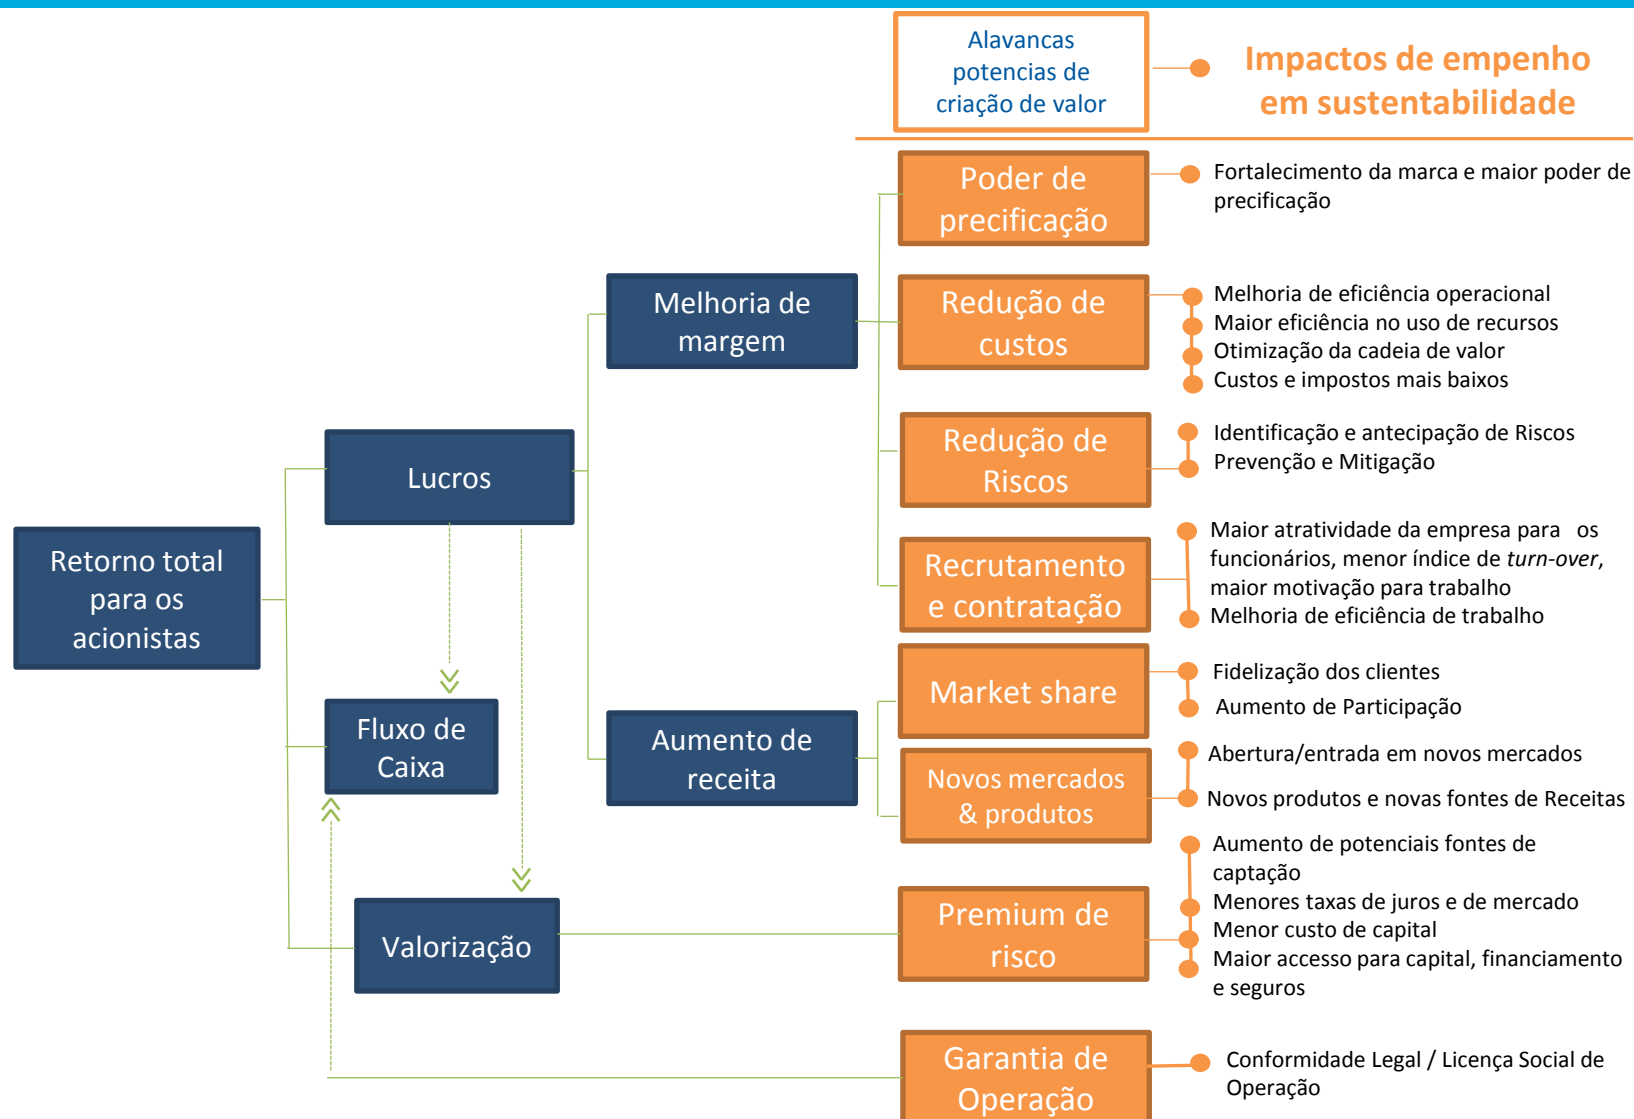 Alavancas
potencias de
criação de valor
Impactos de empenho
em sustentabilidade
Poder de
precificação
Fortalecimento da marca e maior poder de
precificação
Melhoria de
margem
Redução de
custos
Melhoria de eficiência operacional
Maior eficiência no uso de recursos
Otimização da cadeia de valor
Custos e impostos mais baixos
Lucros
Redução de
Riscos
Identificação e antecipação de Riscos
Prevenção e Mitigação
Retorno total
para os
acionistas
Recrutamento
e contratação
Maior atratividade da empresa para os
funcionários, menor índice de turn-over,
maior motivação para trabalho
Melhoria de eficiência de trabalho
Market share
Fidelização dos clientes
Aumento de Participação
Fluxo de
Caixa
Aumento de
receita
Novos mercados
& produtos
Abertura/entrada em novos mercados
Novos produtos e novas fontes de Receitas
Valorização
Premium de
risco
Aumento de potenciais fontes de
captação
Menores taxas de juros e de mercado
Menor custo de capital
Maior accesso para capital, financiamento
e seguros
Garantia de
Operação
Conformidade Legal / Licença Social de
Operação